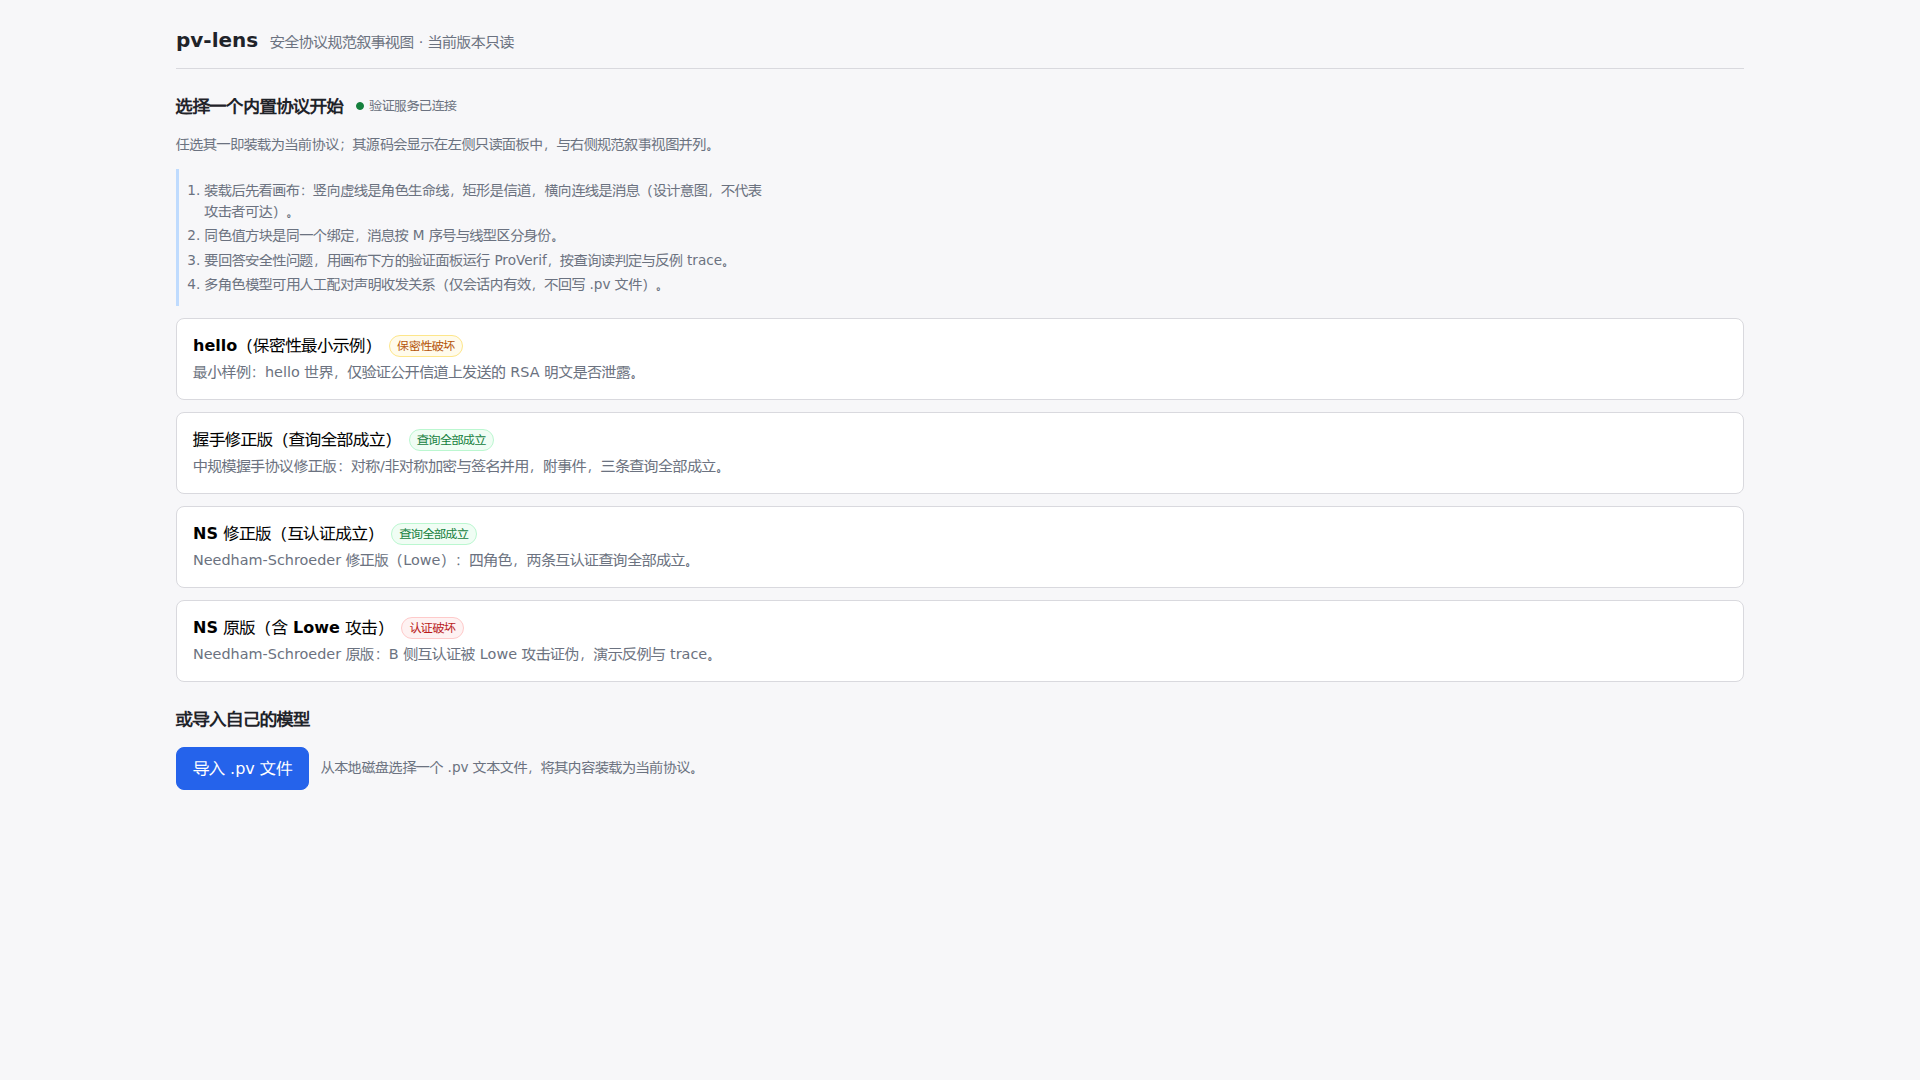 pv-lens 安全协议规范叙事视图 · 当前版本只读
选择一个内置协议开始 验证服务已连接
任选其一即装载为当前协议；其源码会显示在左侧只读面板中，与右侧规范叙事视图并列。
1. 装载后先看画布：竖向虚线是角色生命线，矩形是信道，横向连线是消息（设计意图，不代表
攻击者可达）。
2. 同色值方块是同一个绑定，消息按 M 序号与线型区分身份。
3. 要回答安全性问题，用画布下方的验证面板运行 ProVerif，按查询读判定与反例 trace。
4. 多角色模型可用人工配对声明收发关系（仅会话内有效，不回写 .pv 文件）。
hello（保密性最小示例） 保密性破坏
最小样例：hello 世界，仅验证公开信道上发送的 RSA 明文是否泄露。
握手修正版（查询全部成立） 查询全部成立
中规模握手协议修正版：对称/非对称加密与签名并用，附事件，三条查询全部成立。
NS 修正版（互认证成立） 查询全部成立
Needham-Schroeder 修正版（Lowe）：四角色，两条互认证查询全部成立。
NS 原版（含 Lowe 攻击） 认证破坏
Needham-Schroeder 原版：B 侧互认证被 Lowe 攻击证伪，演示反例与 trace。
或导入自己的模型
导入 .pv 文件 从本地磁盘选择一个 .pv 文本文件，将其内容装载为当前协议。